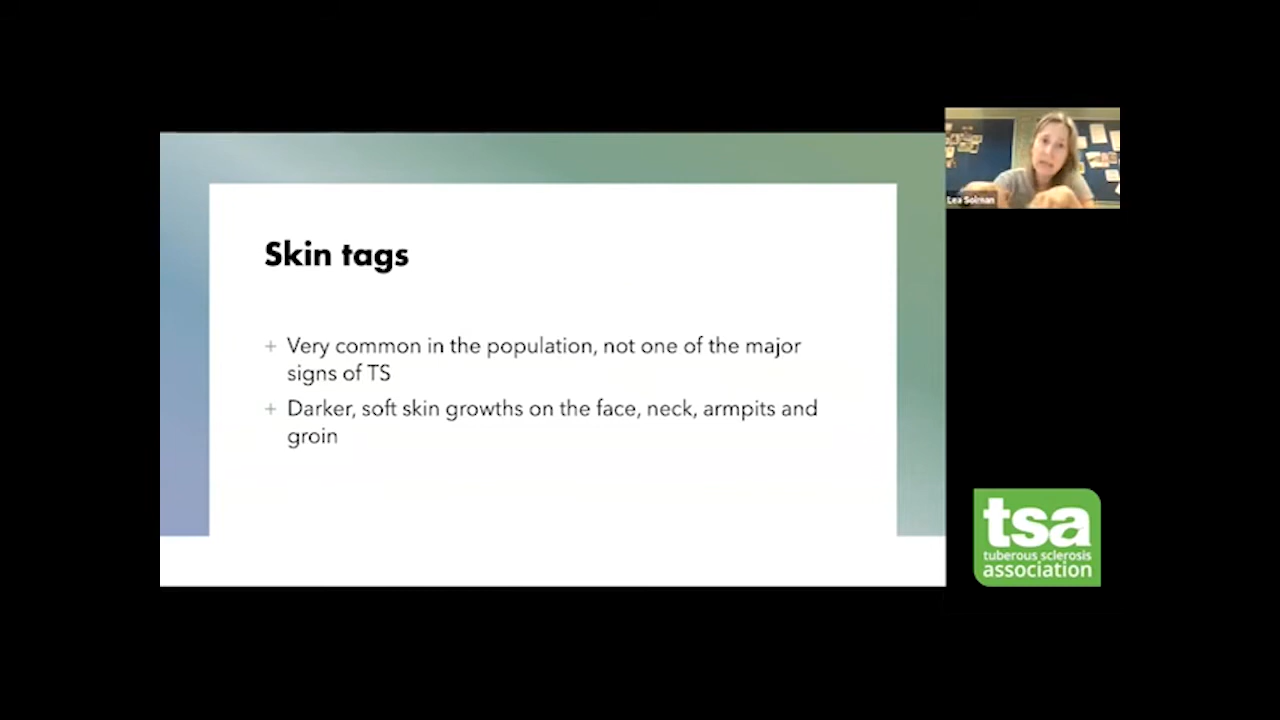 Skin tags
+ Very common in the population, not one of the major
signs of TS
+ Darker, soft skin growths on the face, neck, armpits and
groin
Lea Solman
tsa
tuberous sclerosis
association